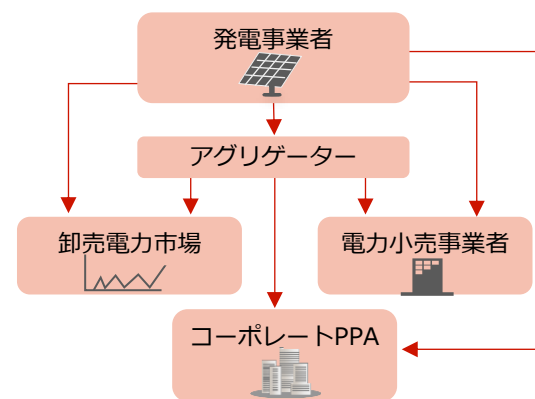 発電事業者
アグリゲーター
卸売電力市場
電力小売事業者
コーポレートPPA